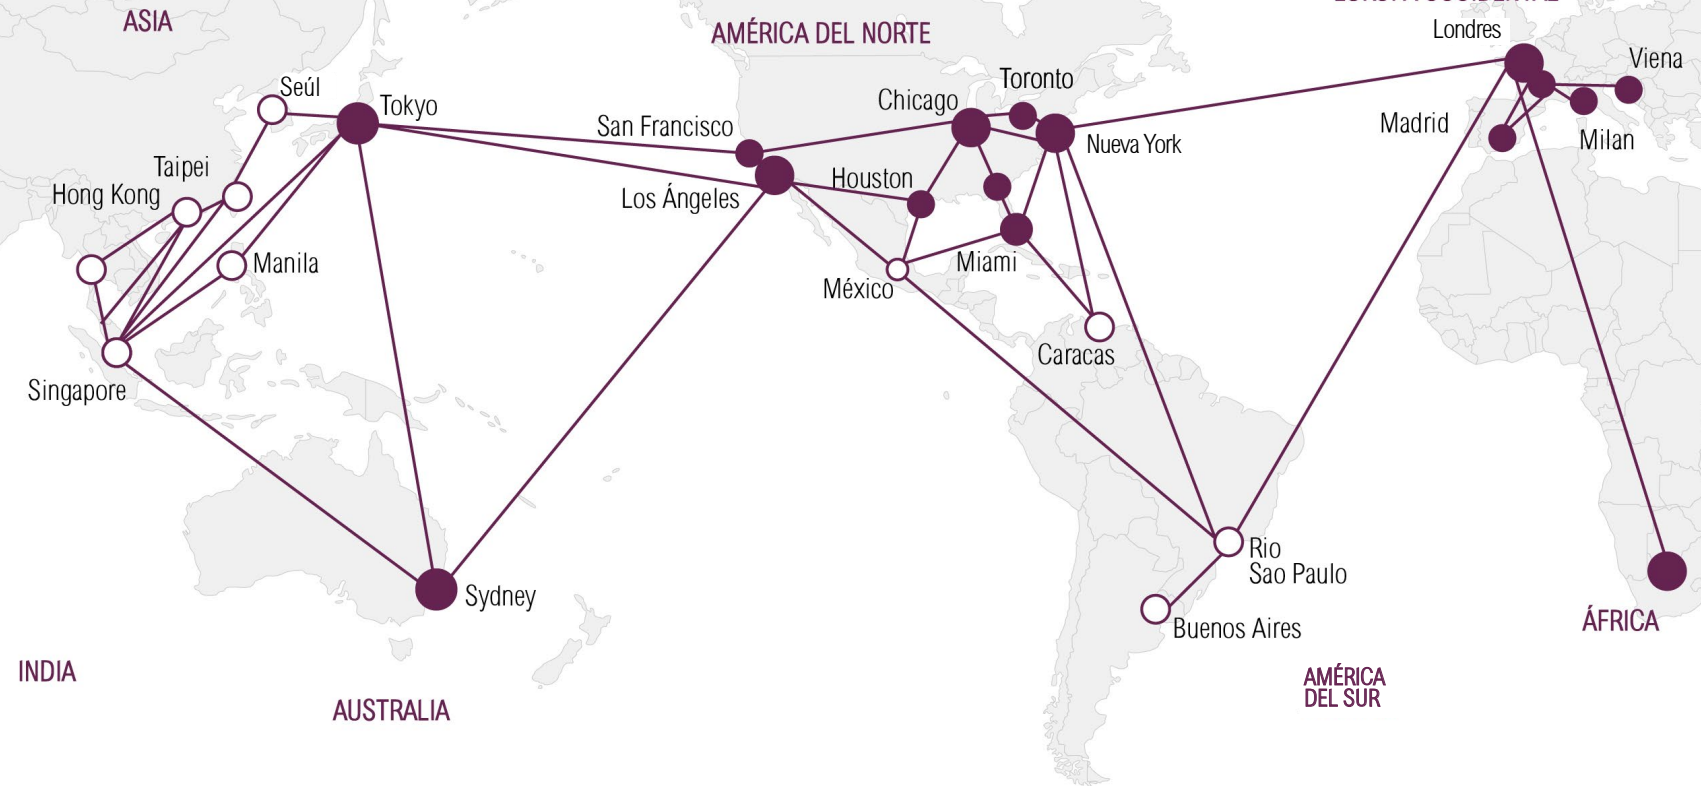 ASIA
AMÉRICA DEL NORTE
Londres
Viena
Seúl
Toronto
Tokyo
Chicago
San Francisco
Madrid
Milan
Nueva York
Taipei
Hong Kong
Houston
Los Ángeles
Manila
Miami
México
Caracas
Singapore
Rio
Sao Paulo
Sydney
Buenos Aires
ÁFRICA
INDIA
AMÉRICA
DEL SUR
AUSTRALIA